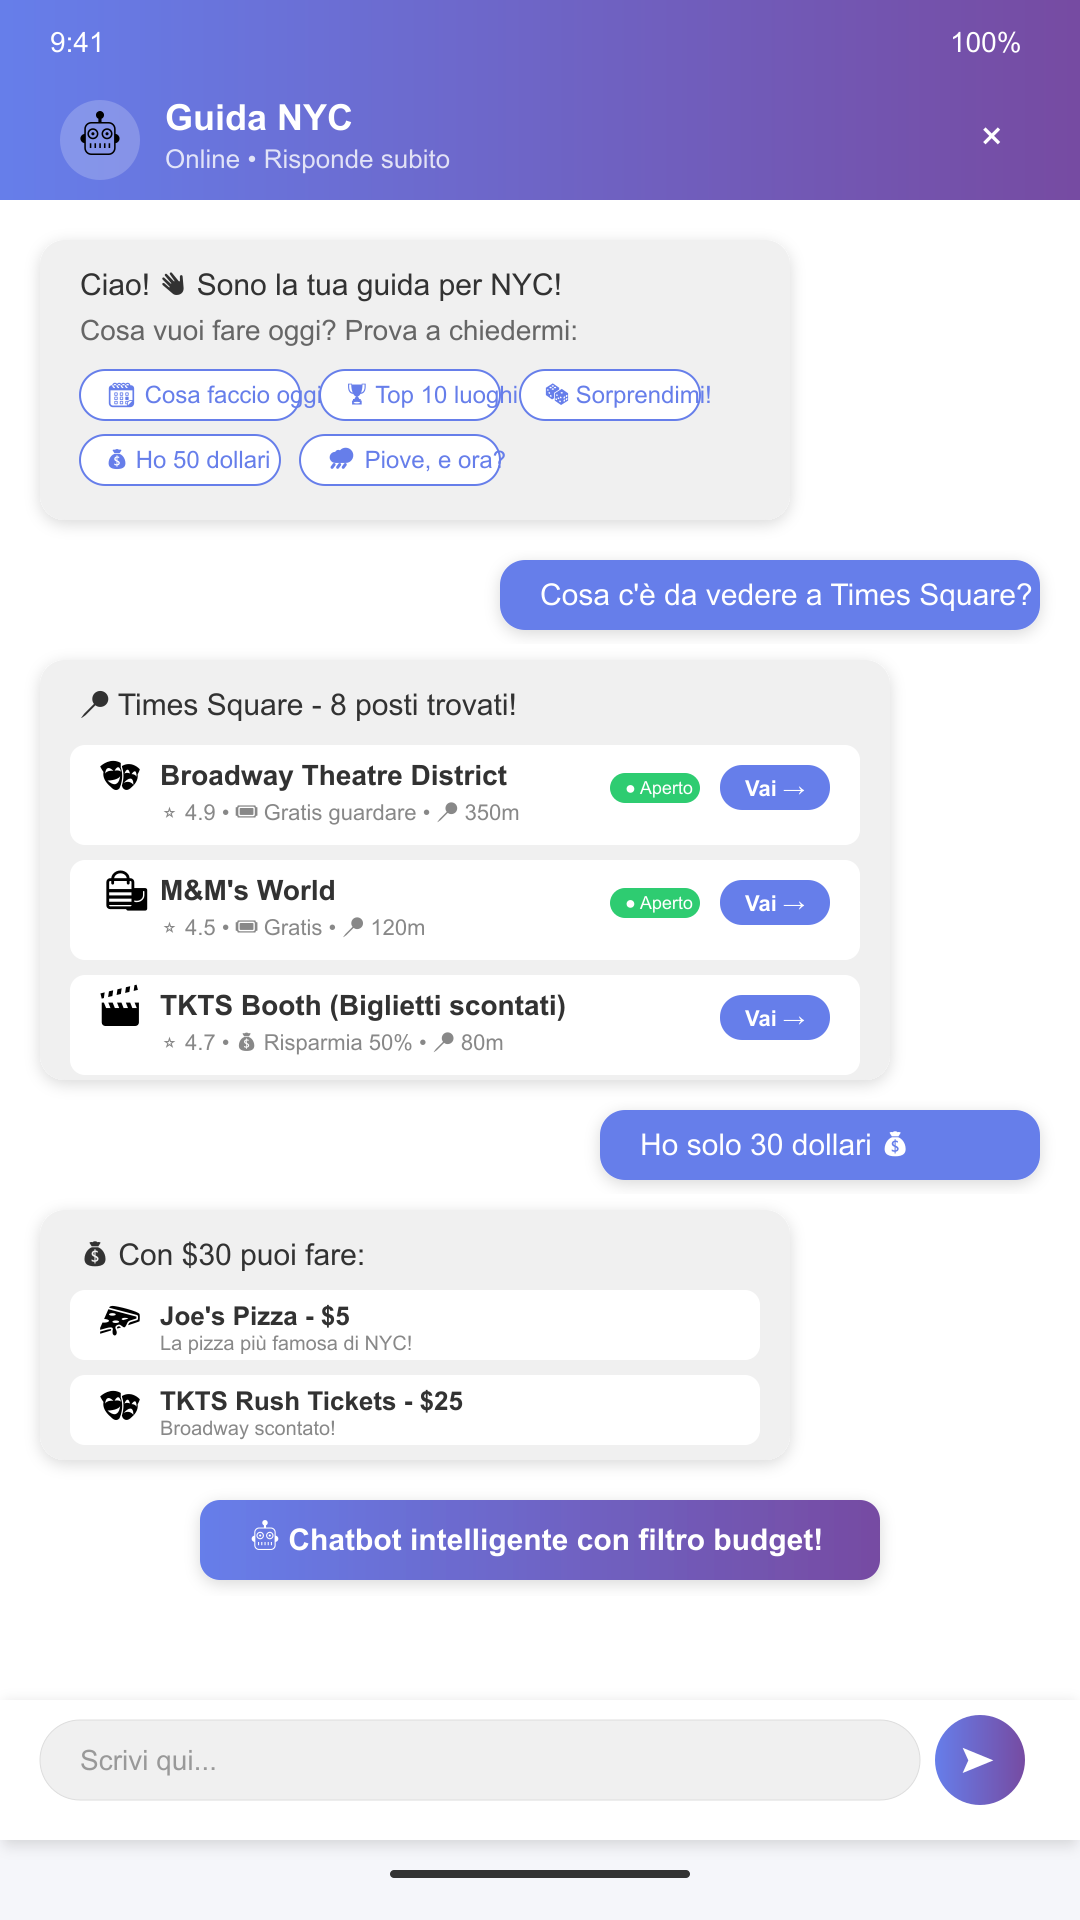 9:41
100%
Guida NYC
×
Online • Risponde subito
Ciao! 👋 Sono la tua guida per NYC!
Cosa vuoi fare oggi? Prova a chiedermi:
📅 Cosa faccio oggi
🏆 Top 10 luoghi
🎲 Sorprendimi!
💰 Ho 50 dollari
🌧 Piove, e ora?
Cosa c'è da vedere a Times Square?
📍 Times Square - 8 posti trovati!
🎭 Broadway Theatre District
● Aperto
Vai →
⭐ 4.9 • 🎟 Gratis guardare • 📍 350m
🛍 M&M's World
● Aperto
Vai →
⭐ 4.5 • 🎟 Gratis • 📍 120m
🎬 TKTS Booth (Biglietti scontati)
Vai →
⭐ 4.7 • 💰 Risparmia 50% • 📍 80m
Ho solo 30 dollari 💰
💰 Con $30 puoi fare:
🍕 Joe's Pizza - $5
La pizza più famosa di NYC!
🎭 TKTS Rush Tickets - $25
Broadway scontato!
🤖 Chatbot intelligente con filtro budget!
Scrivi qui...
➤